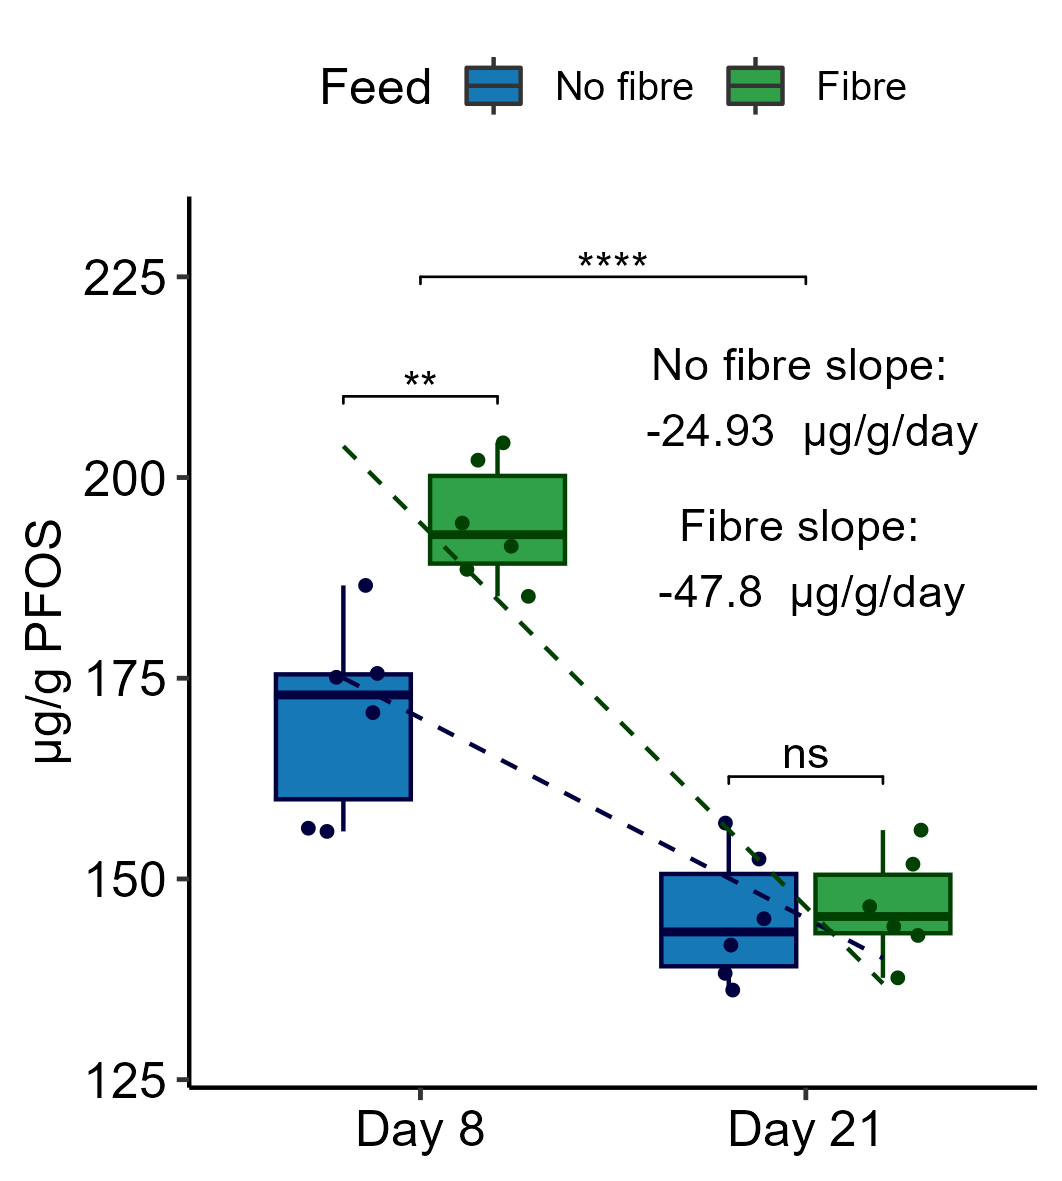 Feed No fibre Fibre
****
225
No fibre slope:
-24.93 µg/g/day
**
200
Fibre slope:
-47.8 µg/g/day
µg/g PFOS
175
ns
150
125
Day 8 Day 21